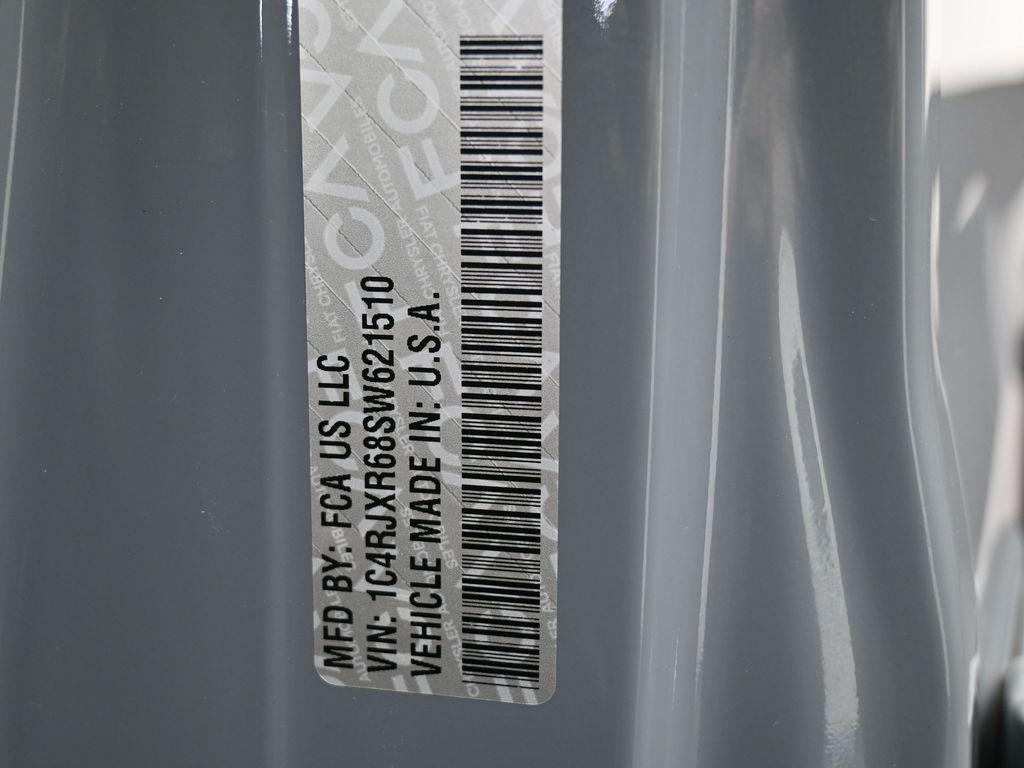 MFD BY: FCA US LLC
VIN: 1C4RJXR68SW621510
VEHICLE MADE IN: U.S.A.